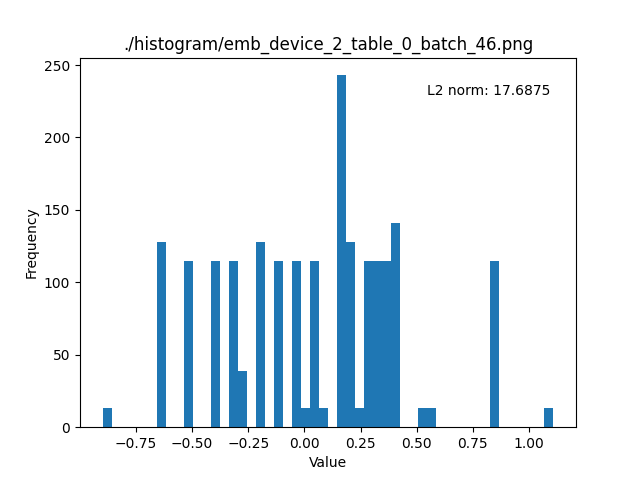 ./histogram/emb_device_2_table_0_batch_46.png
L2 norm: 17.6875
Frequency
250
200
150
100
50
0
−0.75 −0.50 −0.25 0.00 0.25 0.50 0.75 1.00
Value